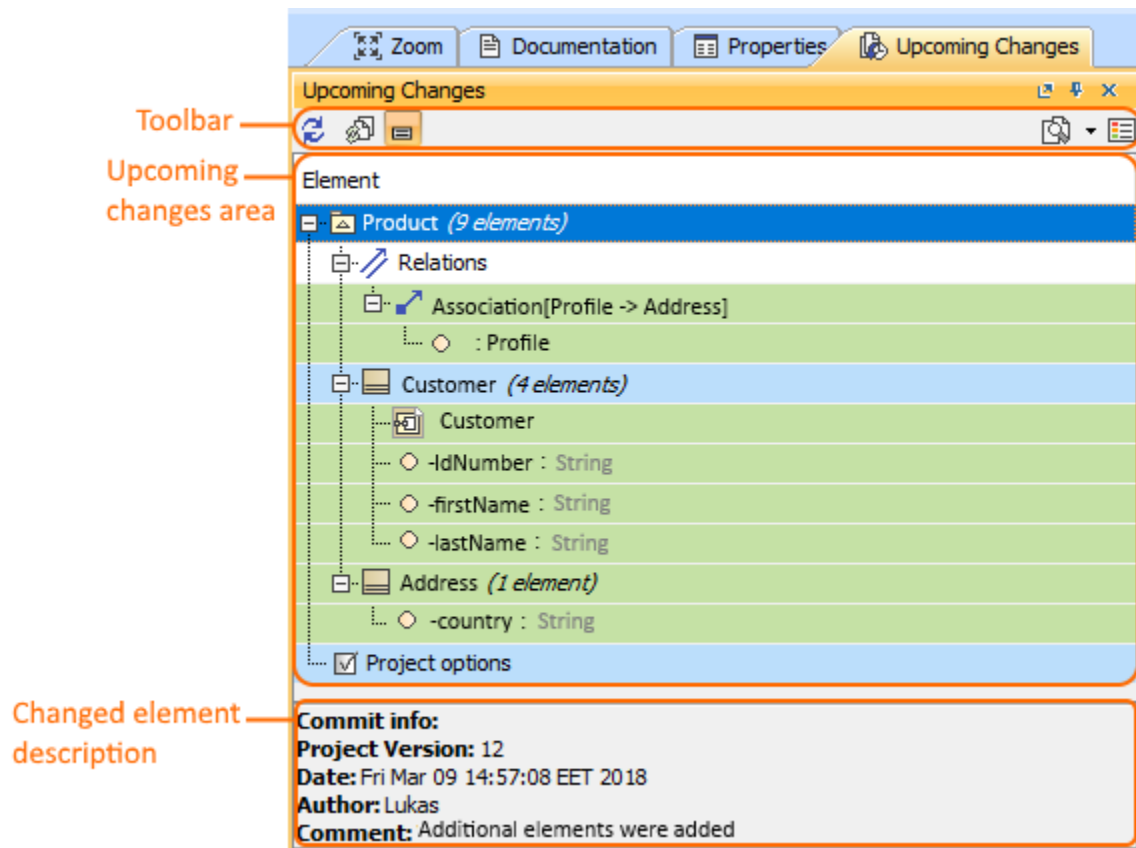 Zoom Documentation Properties Upcoming Changes
Upcoming Changes
Toolbar
Upcoming
changes area
Element
Product (9 elements)
Relations
Association[Profile -> Address]
: Profile
Customer (4 elements)
Customer
-IdNumber : String
-firstName : String
-lastName : String
Address (1 element)
-country : String
Project options
Changed element
description
Commit info:
Project Version: 12
Date: Fri Mar 09 14:57:08 EET 2018
Author: Lukas
Comment: Additional elements were added